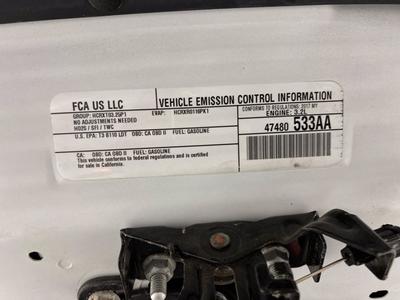 FCA US LLC
VEHICLE EMISSION CONTROL INFORMATION
GROUP: HCRXT03.25P1
EVAP: HCRXR0116PK1
CONFORMS TO REGULATIONS: 2017 MY
NO ADJUSTMENTS NEEDED
ENGINE: 3.2L
HO2S / SFI / TWC
U.S. EPA: T3 B110 LDT OBD: CA OBD II FUEL: GASOLINE
47480 533AA
CA: OBD: CA OBD II FUEL: GASOLINE
This vehicle conforms to federal regulations and is certified
for sale in California.